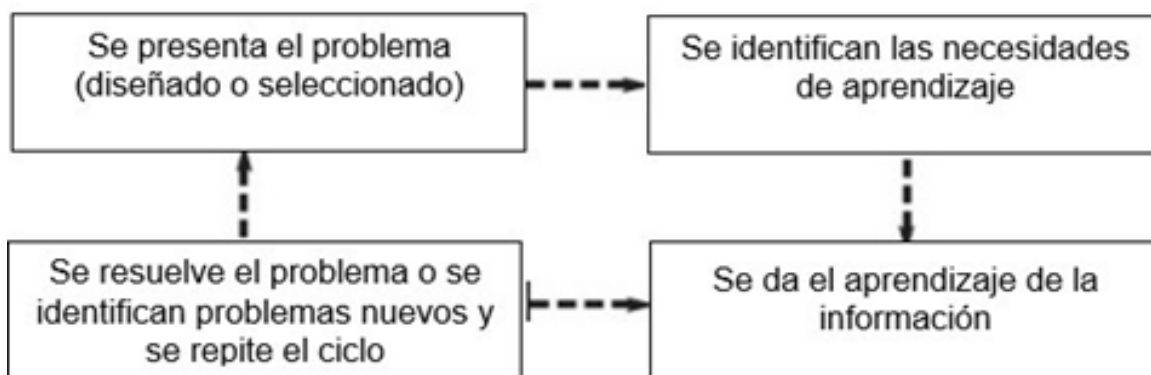 Se presenta el problema
(diseñado o seleccionado)
Se identifican las necesidades
de aprendizaje
Se resuelve el problema o se
identifican problemas nuevos y
se repite el ciclo
Se da el aprendizaje de la
información